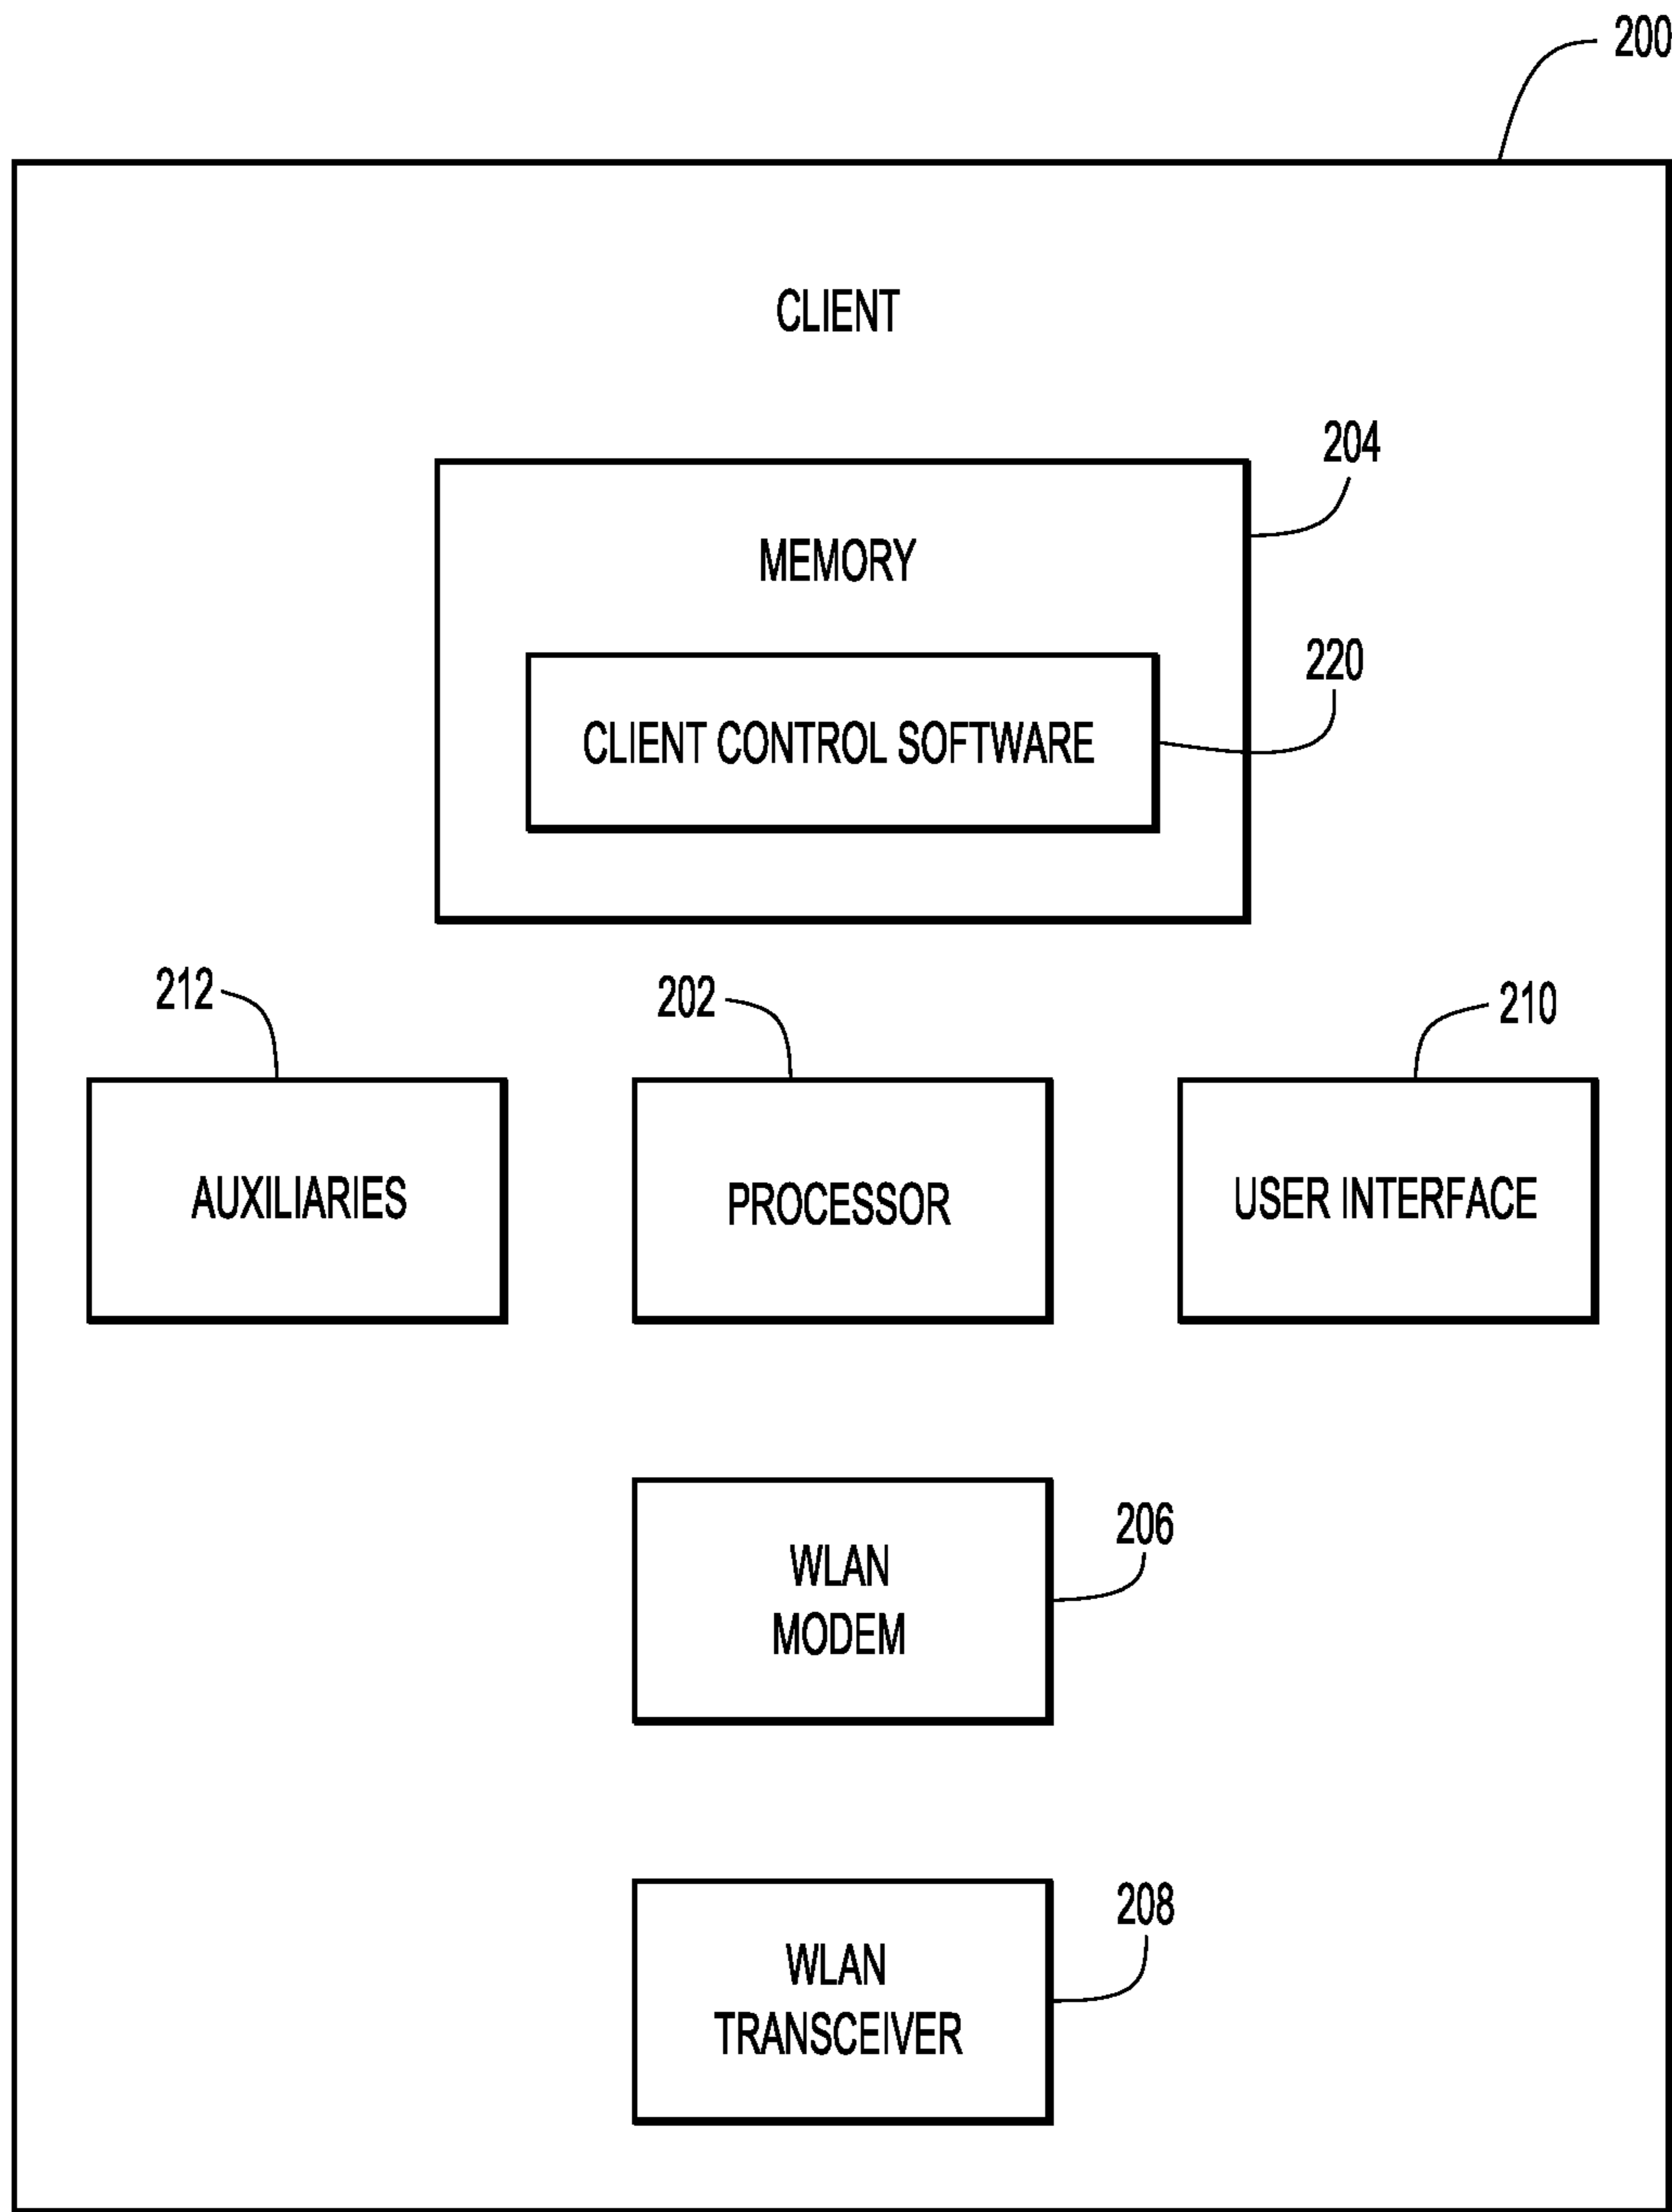 200
CLIENT
204
MEMORY
220
CLIENT CONTROL SOFTWARE
212
202
210
AUXILIARIES
PROCESSOR
USER INTERFACE
206
WLAN
MODEM
208
WLAN
TRANSCEIVER